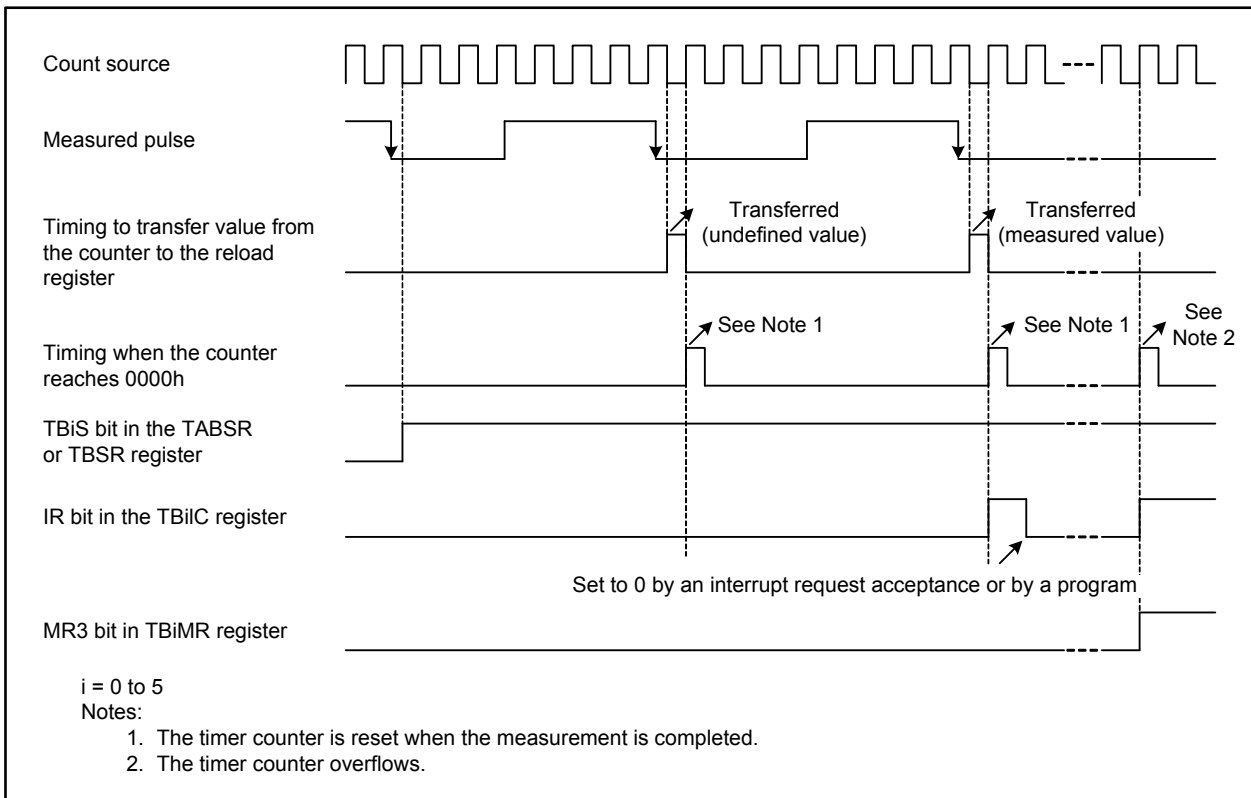 Count source
Measured pulse
Timing to transfer value from
the counter to the reload
register
Transferred
(undefined value)
Transferred
(measured value)
Timing when the counter
reaches 0000h
See Note 1
See Note 1
See
Note 2
TBiS bit in the TABSR
or TBSR register
IR bit in the TBiIC register
Set to 0 by an interrupt request acceptance or by a program
MR3 bit in TBiMR register
i = 0 to 5
Notes:
1. The timer counter is reset when the measurement is completed.
2. The timer counter overflows.